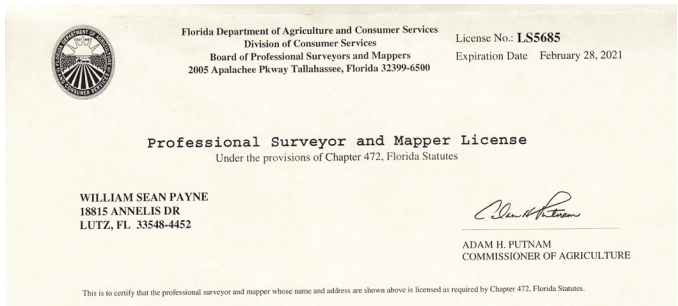 Florida Department of Agriculture and Consumer Services
Division of Consumer Services
Board of Professional Surveyors and Mappers
2005 Apalachee Pkway Tallahassee, Florida 32399-6500
License No.: LS5685
Expiration Date February 28, 2021
Professional Surveyor and Mapper License
Under the provisions of Chapter 472, Florida Statutes
WILLIAM SEAN PAYNE
18815 ANNELIS DR
LUTZ, FL 33548-4452
Adam H Putnam
ADAM H. PUTNAM
COMMISSIONER OF AGRICULTURE
This is to certify that the professional surveyor and mapper whose name and address are shown above is licensed as required by Chapter 472, Florida Statutes.